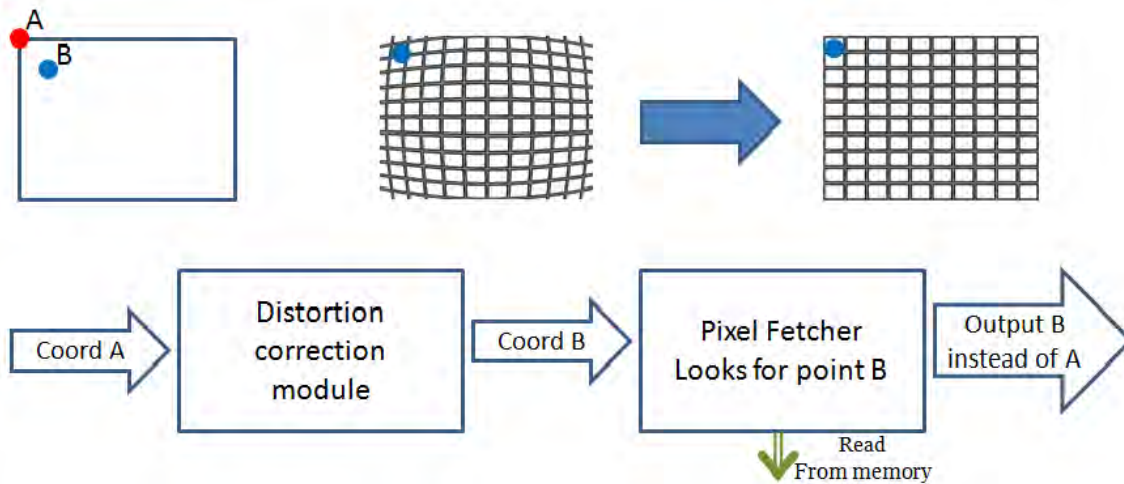 A
B
Coord A
Distortion
correction
module
Coord B
Pixel Fetcher
Looks for point B
Output B
instead of A
Read
From memory